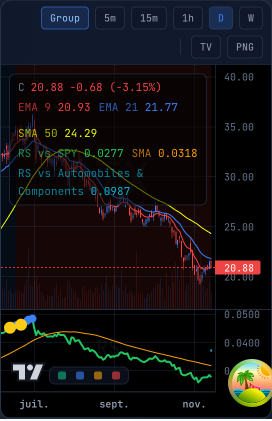 Group 5m 15m 1h D W
TV PNG
C 20.88 -0.68 (-3.15%)
EMA 9 20.93 EMA 21 21.77
SMA 50 24.29
RS vs SPY 0.0277 SMA 0.0318
RS vs Automobiles &
Components 0.0987
40.00
35.00
30.00
25.00
20.88
20.00
0.0500
0.0400
juil. sept. nov.